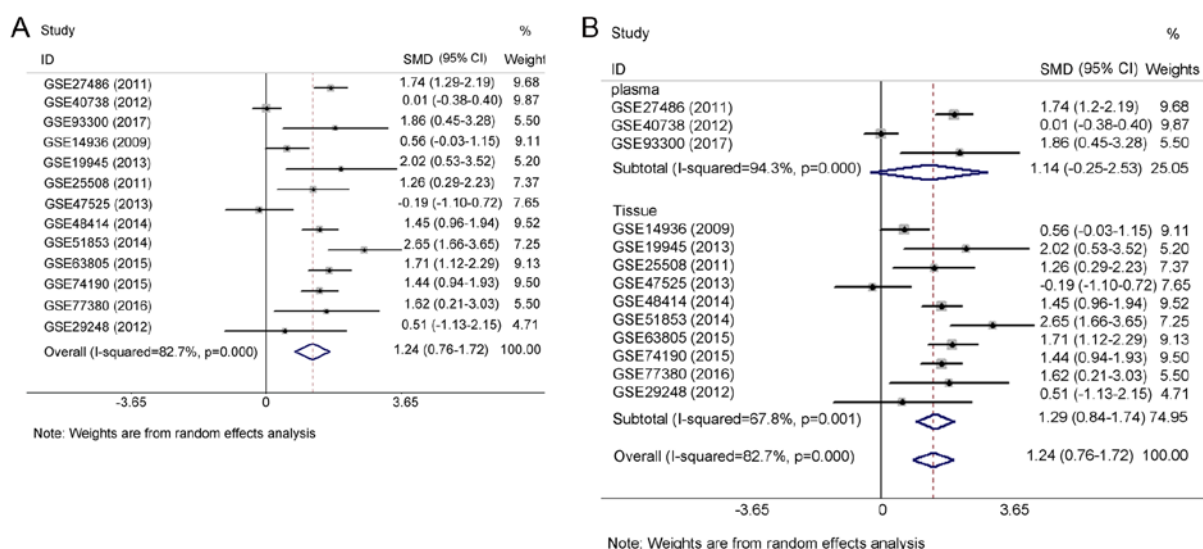 A
Study %
ID SMD (95% CI) Weight
GSE27486 (2011) 1.74 (1.29-2.19) 9.68
GSE40738 (2012) 0.01 (-0.38-0.40) 9.87
GSE93300 (2017) 1.86 (0.45-3.28) 5.50
GSE14936 (2009) 0.56 (-0.03-1.15) 9.11
GSE19945 (2013) 2.02 (0.53-3.52) 5.20
GSE25508 (2011) 1.26 (0.29-2.23) 7.37
GSE47525 (2013) -0.19 (-1.10-0.72) 7.65
GSE48414 (2014) 1.45 (0.96-1.94) 9.52
GSE51853 (2014) 2.65 (1.66-3.65) 7.25
GSE63805 (2015) 1.71 (1.12-2.29) 9.13
GSE74190 (2015) 1.44 (0.94-1.93) 9.50
GSE77380 (2016) 1.62 (0.21-3.03) 5.50
GSE29248 (2012) 0.51 (-1.13-2.15) 4.71
Overall (I-squared=82.7%, p=0.000) 1.24 (0.76-1.72) 100.00
-3.65 0 3.65
Note: Weights are from random effects analysis
B
Study %
ID SMD (95% CI) Weights
plasma
GSE27486 (2011) 1.74 (1.2-2.19) 9.68
GSE40738 (2012) 0.01 (-0.38-0.40) 9.87
GSE93300 (2017) 1.86 (0.45-3.28) 5.50
Subtotal (I-squared=94.3%, p=0.000) 1.14 (-0.25-2.53) 25.05
Tissue
GSE14936 (2009) 0.56 (-0.03-1.15) 9.11
GSE19945 (2013) 2.02 (0.53-3.52) 5.20
GSE25508 (2011) 1.26 (0.29-2.23) 7.37
GSE47525 (2013) -0.19 (-1.10-0.72) 7.65
GSE48414 (2014) 1.45 (0.96-1.94) 9.52
GSE51853 (2014) 2.65 (1.66-3.65) 7.25
GSE63805 (2015) 1.71 (1.12-2.29) 9.13
GSE74190 (2015) 1.44 (0.94-1.93) 9.50
GSE77380 (2016) 1.62 (0.21-3.03) 5.50
GSE29248 (2012) 0.51 (-1.13-2.15) 4.71
Subtotal (I-squared=67.8%, p=0.001) 1.29 (0.84-1.74) 74.95
Overall (I-squared=82.7%, p=0.000) 1.24 (0.76-1.72) 100.00
-3.65 0 3.65
Note: Weights are from random effects analysis